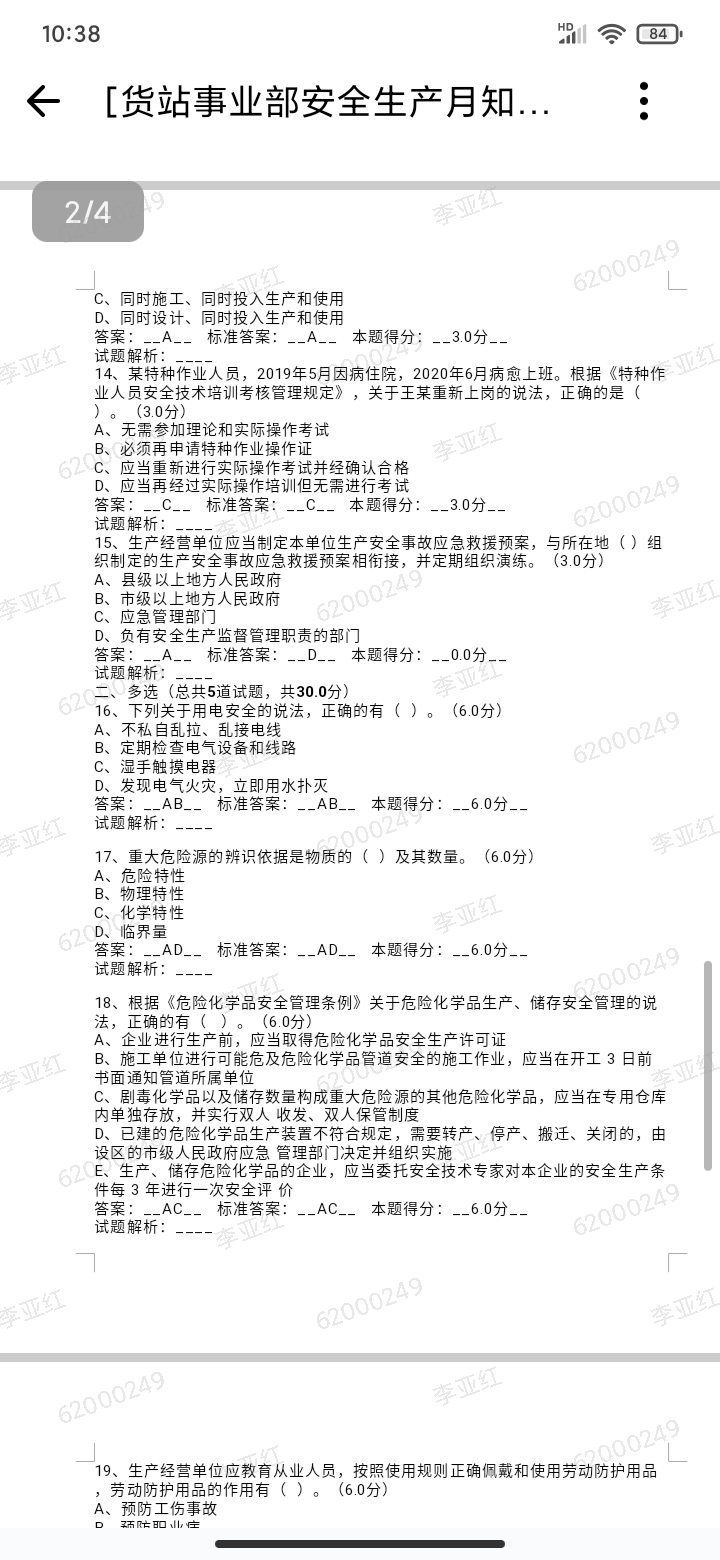 10:38
HD
84
[货站事业部安全生产月知...
2/4
C、同时施工、同时投入生产和使用
D、同时设计、同时投入生产和使用
答案：__A__ 标准答案：__A__ 本题得分：__3.0分__
试题解析：____
14、某特种作业人员，2019年5月因病住院，2020年6月病愈上班。根据《特种作
业人员安全技术培训考核管理规定》，关于王某重新上岗的说法，正确的是（
）。（3.0分）
A、无需参加理论和实际操作考试
B、必须再申请特种作业操作证
C、应当重新进行实际操作考试并经确认合格
D、应当再经过实际操作培训但无需进行考试
答案：__C__ 标准答案：__C__ 本题得分：__3.0分__
试题解析：____
15、生产经营单位应当制定本单位生产安全事故应急救援预案，与所在地（ ）组
织制定的生产安全事故应急救援预案相衔接，并定期组织演练。（3.0分）
A、县级以上地方人民政府
B、市级以上地方人民政府
C、应急管理部门
D、负有安全生产监督管理职责的部门
答案：__A__ 标准答案：__D__ 本题得分：__0.0分__
试题解析：____
二、多选（总共5道试题，共30.0分）
16、下列关于用电安全的说法，正确的有（ ）。（6.0分）
A、不私自乱拉、乱接电线
B、定期检查电气设备和线路
C、湿手触摸电器
D、发现电气火灾，立即用水扑灭
答案：__AB__ 标准答案：__AB__ 本题得分：__6.0分__
试题解析：____
17、重大危险源的辨识依据是物质的（ ）及其数量。（6.0分）
A、危险特性
B、物理特性
C、化学特性
D、临界量
答案：__AD__ 标准答案：__AD__ 本题得分：__6.0分__
试题解析：____
18、根据《危险化学品安全管理条例》关于危险化学品生产、储存安全管理的说
法，正确的有（ ）。（6.0分）
A、企业进行生产前，应当取得危险化学品安全生产许可证
B、施工单位进行可能危及危险化学品管道安全的施工作业，应当在开工 3 日前
书面通知管道所属单位
C、剧毒化学品以及储存数量构成重大危险源的其他危险化学品，应当在专用仓库
内单独存放，并实行双人 收发、双人保管制度
D、已建的危险化学品生产装置不符合规定，需要转产、停产、搬迁、关闭的，由
设区的市级人民政府应急 管理部门决定并组织实施
E、生产、储存危险化学品的企业，应当委托安全技术专家对本企业的安全生产条
件每 3 年进行一次安全评 价
答案：__AC__ 标准答案：__AC__ 本题得分：__6.0分__
试题解析：____
李亚红
62000249
19、生产经营单位应教育从业人员，按照使用规则正确佩戴和使用劳动防护用品
，劳动防护用品的作用有（ ）。（6.0分）
A、预防工伤事故
B、预防职业病